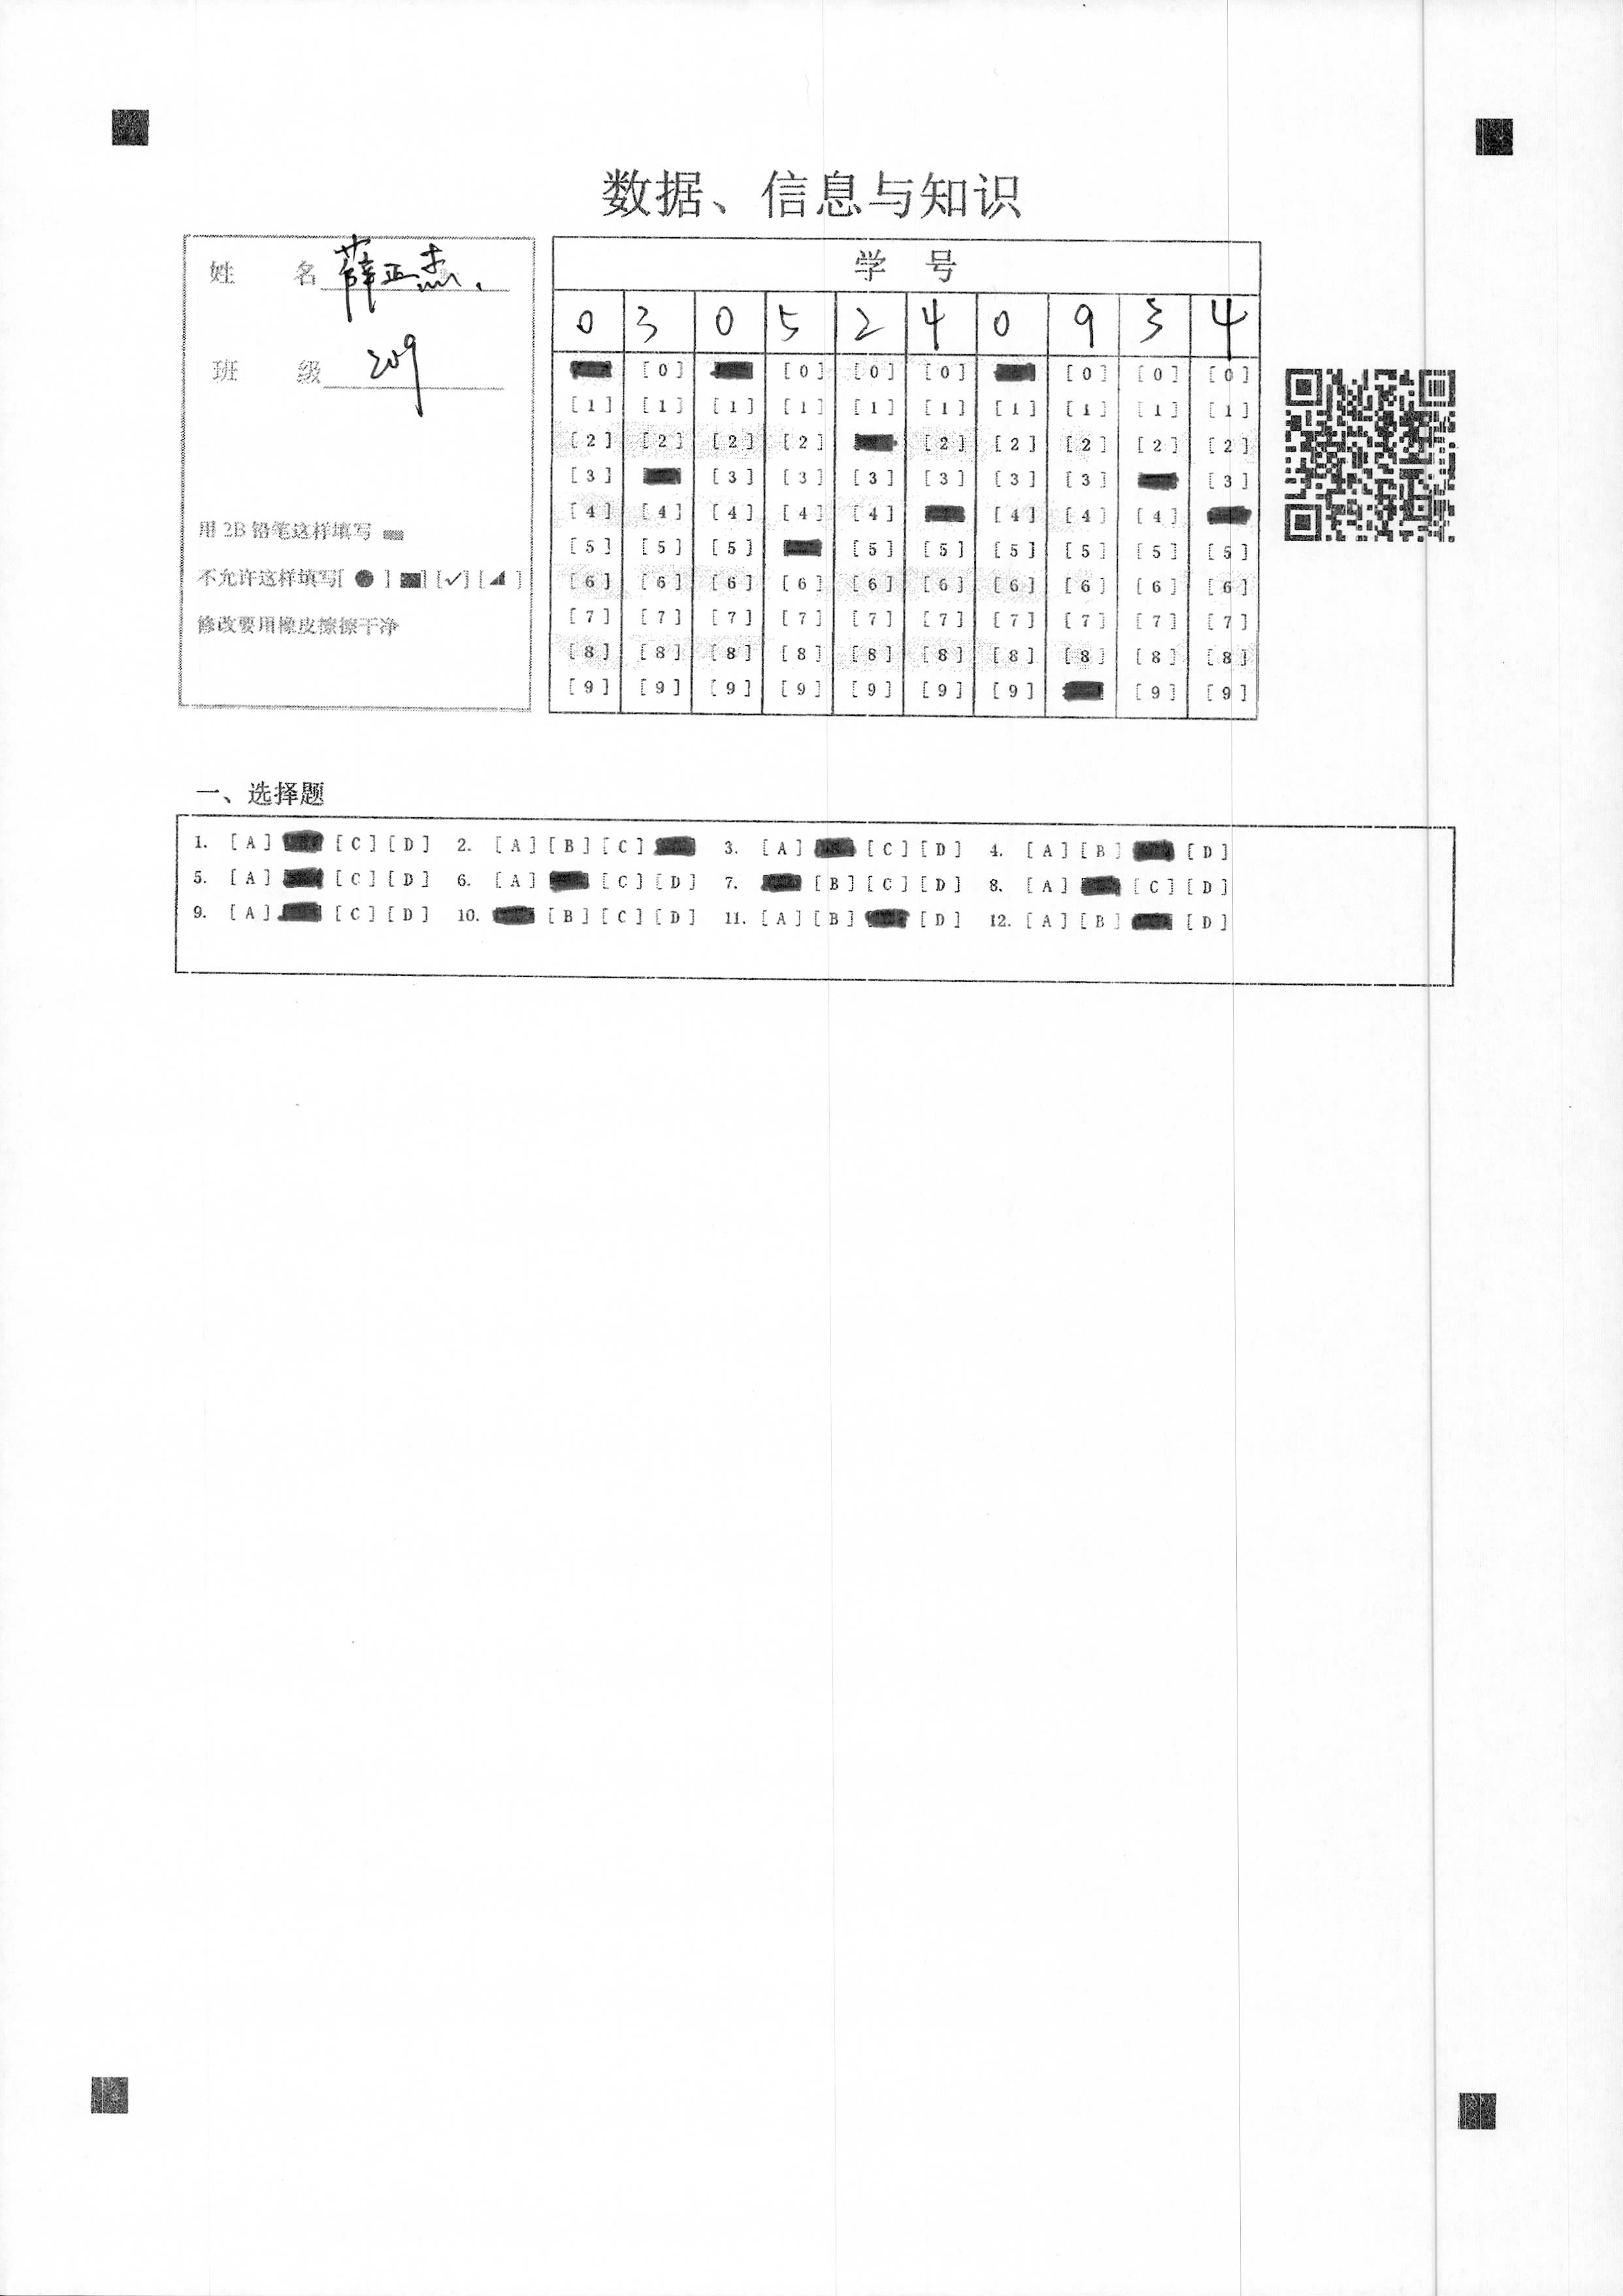 数据、信息与知识
姓 名 薛正杰.
班 级 209
用 2B 铅笔这样填写
不允许这样填写[ ● ] [■] [✓] [◢ ]
修改要用橡皮擦擦干净
学 号
0 3 0 5 2 4 0 9 3 4
[0] [0] [0] [0] [0] [0] [0]
[1] [1] [1] [1] [1] [1] [1] [1] [1] [1]
[2] [2] [2] [2] [2] [2] [2] [2] [2]
[3] [3] [3] [3] [3] [3] [3] [3]
[4] [4] [4] [4] [4] [4] [4] [4]
[5] [5] [5] [5] [5] [5] [5] [5] [5]
[6] [6] [6] [6] [6] [6] [6] [6] [6] [6]
[7] [7] [7] [7] [7] [7] [7] [7] [7] [7]
[8] [8] [8] [8] [8] [8] [8] [8] [8] [8]
[9] [9] [9] [9] [9] [9] [9] [9] [9]
一、选择题
1. [A] [C] [D] 2. [A] [B] [C] 3. [A] [C] [D] 4. [A] [B] [D]
5. [A] [C] [D] 6. [A] [C] [D] 7. [B] [C] [D] 8. [A] [C] [D]
9. [A] [C] [D] 10. [B] [C] [D] 11. [A] [B] [D] 12. [A] [B] [D]